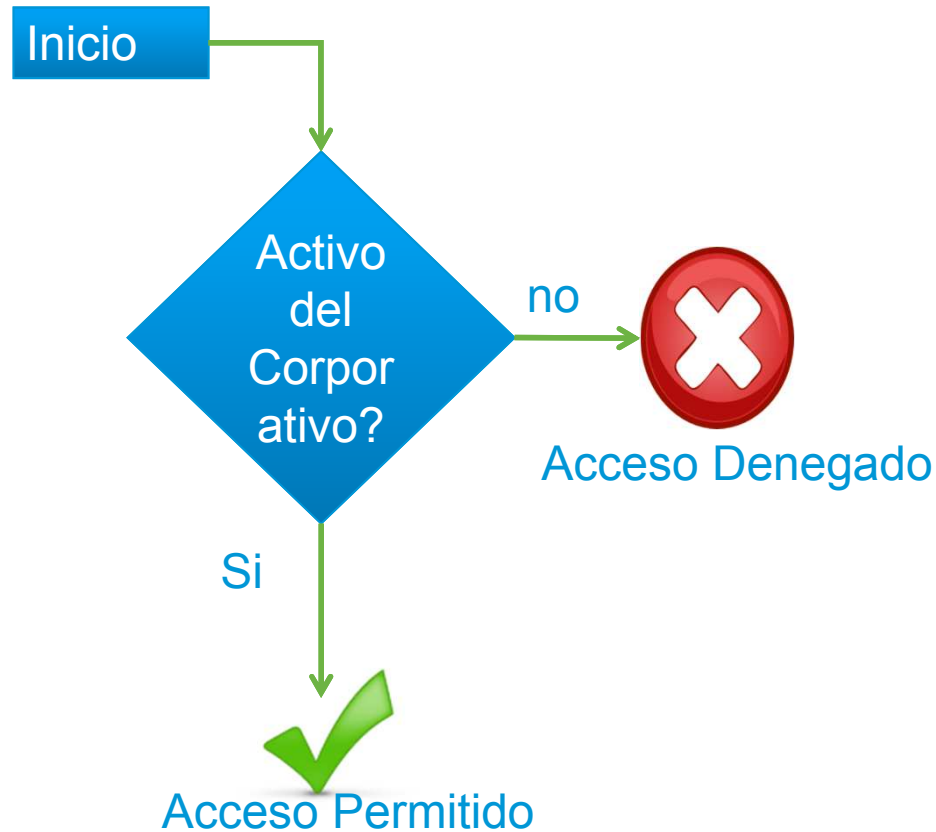 Inicio
Activo
del
Corpor
ativo?
no
Acceso Denegado
Si
Acceso Permitido